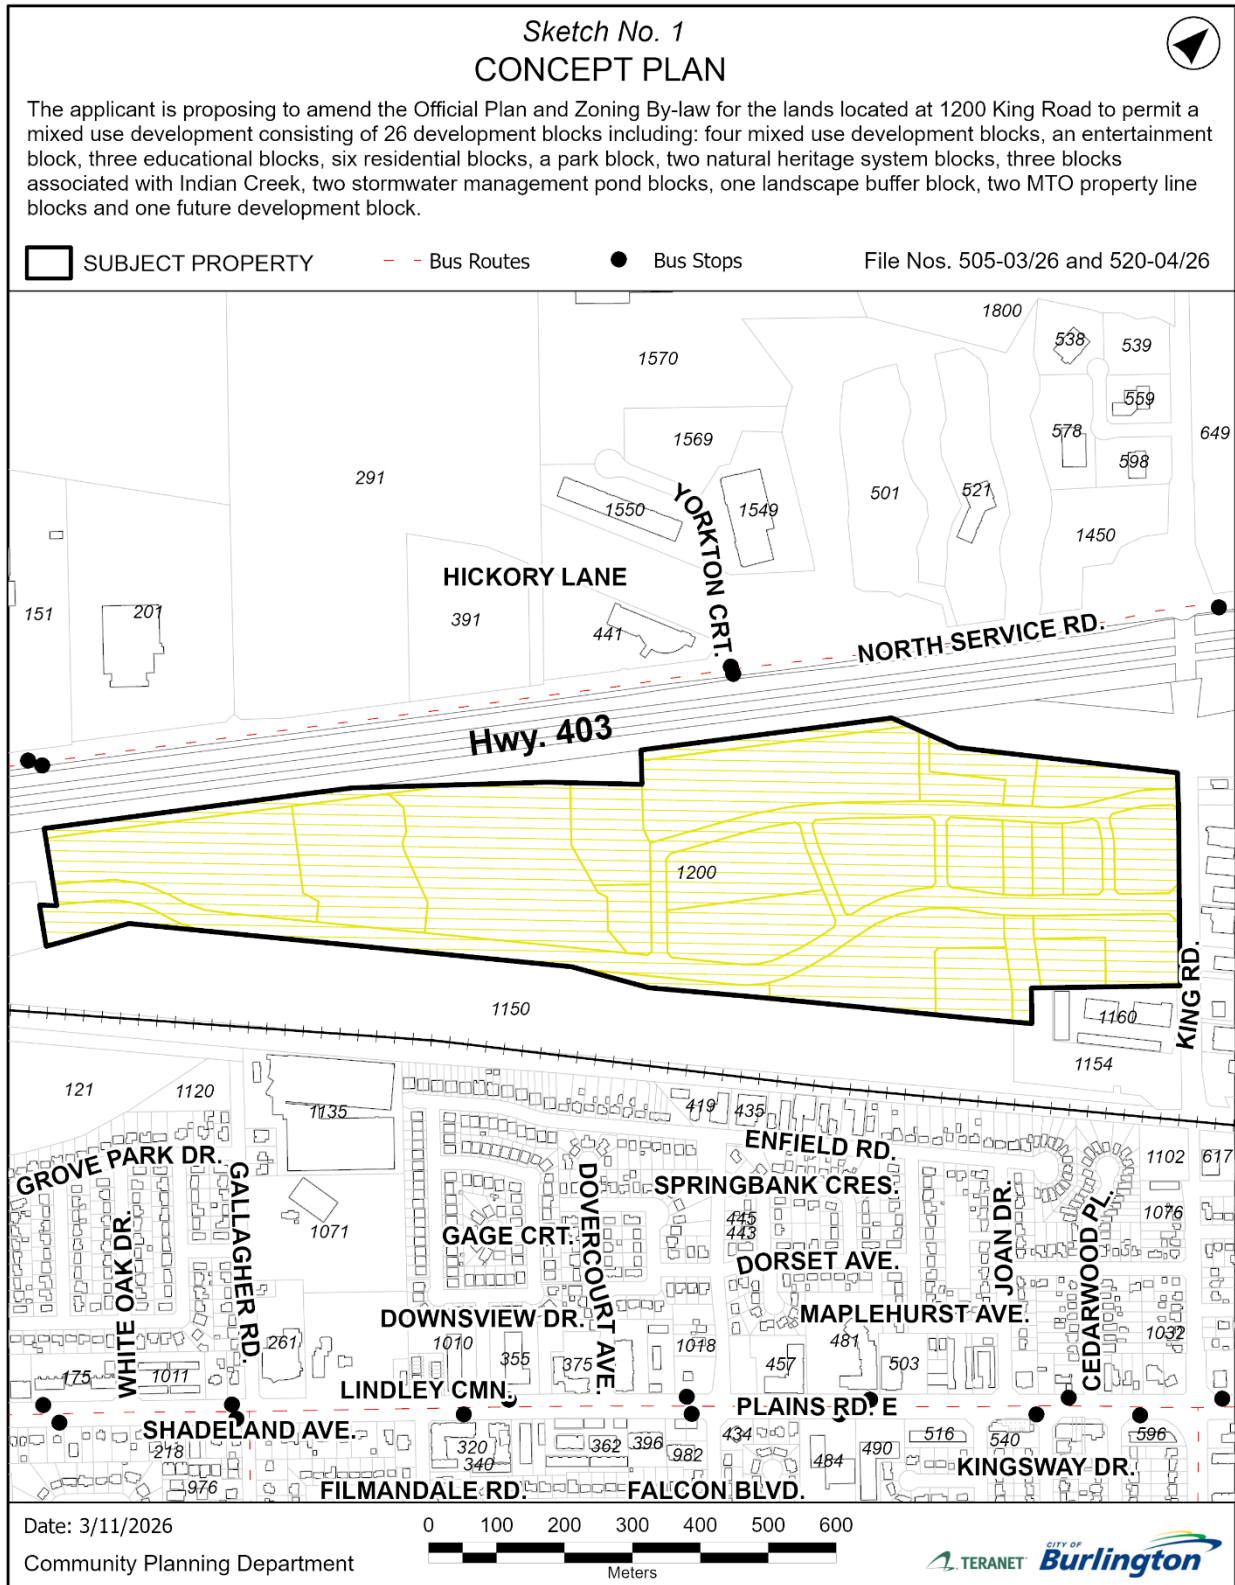 Sketch No. 1
CONCEPT PLAN
The applicant is proposing to amend the Official Plan and Zoning By-law for the lands located at 1200 King Road to permit a
mixed use development consisting of 26 development blocks including: four mixed use development blocks, an entertainment
block, three educational blocks, six residential blocks, a park block, two natural heritage system blocks, three blocks
associated with Indian Creek, two stormwater management pond blocks, one landscape buffer block, two MTO property line
blocks and one future development block.
SUBJECT PROPERTY
Bus Routes
Bus Stops
File Nos. 505-03/26 and 520-04/26
1800
538
539
1570
559
1569
578
649
598
291
501
521
1550
1549
YORKTON CRT.
1450
HICKORY LANE
151
201
391
441
NORTH SERVICE RD.
Hwy. 403
1200
KING RD.
1150
1160
1154
121
1120
1135
419
435
ENFIELD RD.
GROVE PARK DR.
GALLAGHER RD.
DOVERCOURT AVE.
SPRINGBANK CRES.
1102
617
WHITE OAK DR.
1071
GAGE CRT.
445
443
JOAN DR.
CEDARWOOD PL.
1076
DORSET AVE.
DOWNSVIEW DR.
MAPLEHURST AVE.
261
1010
355
375
1018
457
481
503
1032
175
1011
LINDLEY CMN.
PLAINS RD. E
SHADELAND AVE.
218
320
340
362
396
982
434
484
490
516
540
596
976
FILMANDALE RD.
FALCON BLVD.
KINGSWAY DR.
Date: 3/11/2026
Community Planning Department
0 100 200 300 400 500 600
Meters
TERANET
CITY OF
Burlington